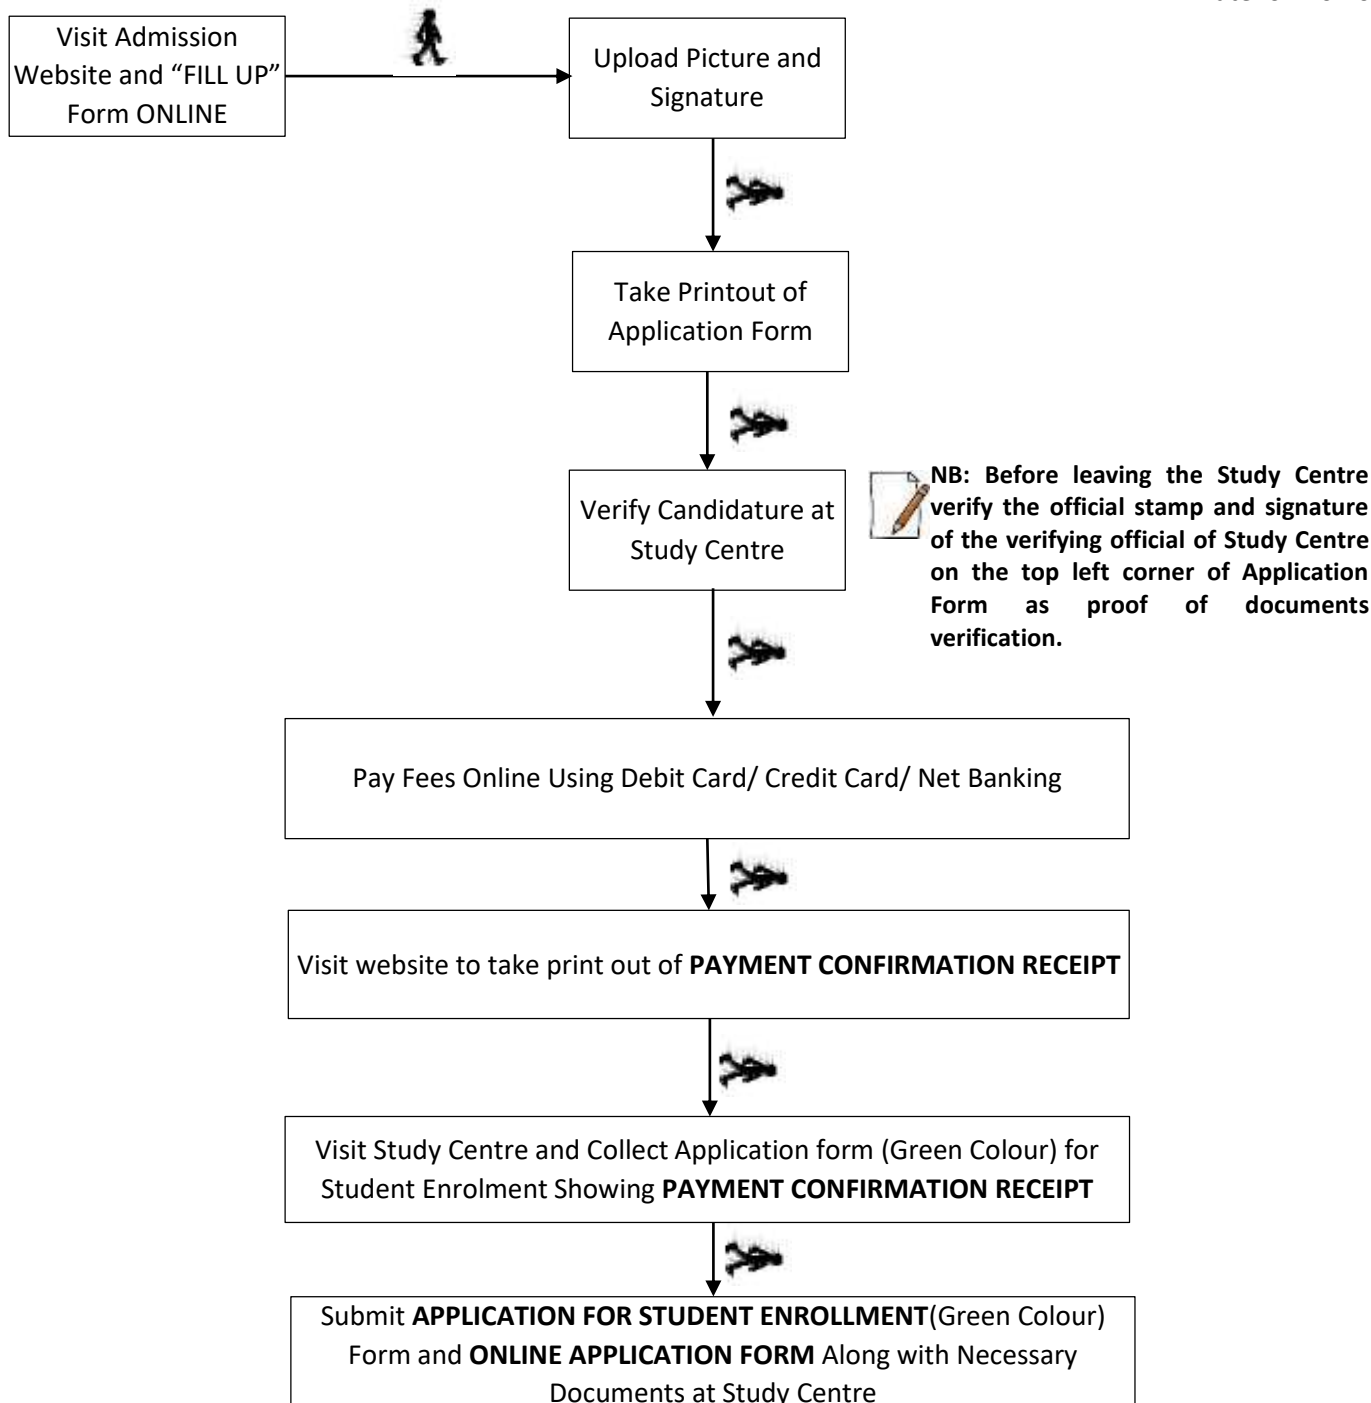 Visit Admission
Website and “FILL UP”
Form ONLINE
Upload Picture and
Signature
Take Printout of
Application Form
Verify Candidature at
Study Centre
NB: Before leaving the Study Centre
verify the official stamp and signature
of the verifying official of Study Centre
on the top left corner of Application
Form as proof of documents
verification.
Pay Fees Online Using Debit Card/ Credit Card/ Net Banking
Visit website to take print out of PAYMENT CONFIRMATION RECEIPT
Visit Study Centre and Collect Application form (Green Colour) for
Student Enrolment Showing PAYMENT CONFIRMATION RECEIPT
Submit APPLICATION FOR STUDENT ENROLLMENT(Green Colour)
Form and ONLINE APPLICATION FORM Along with Necessary
Documents at Study Centre